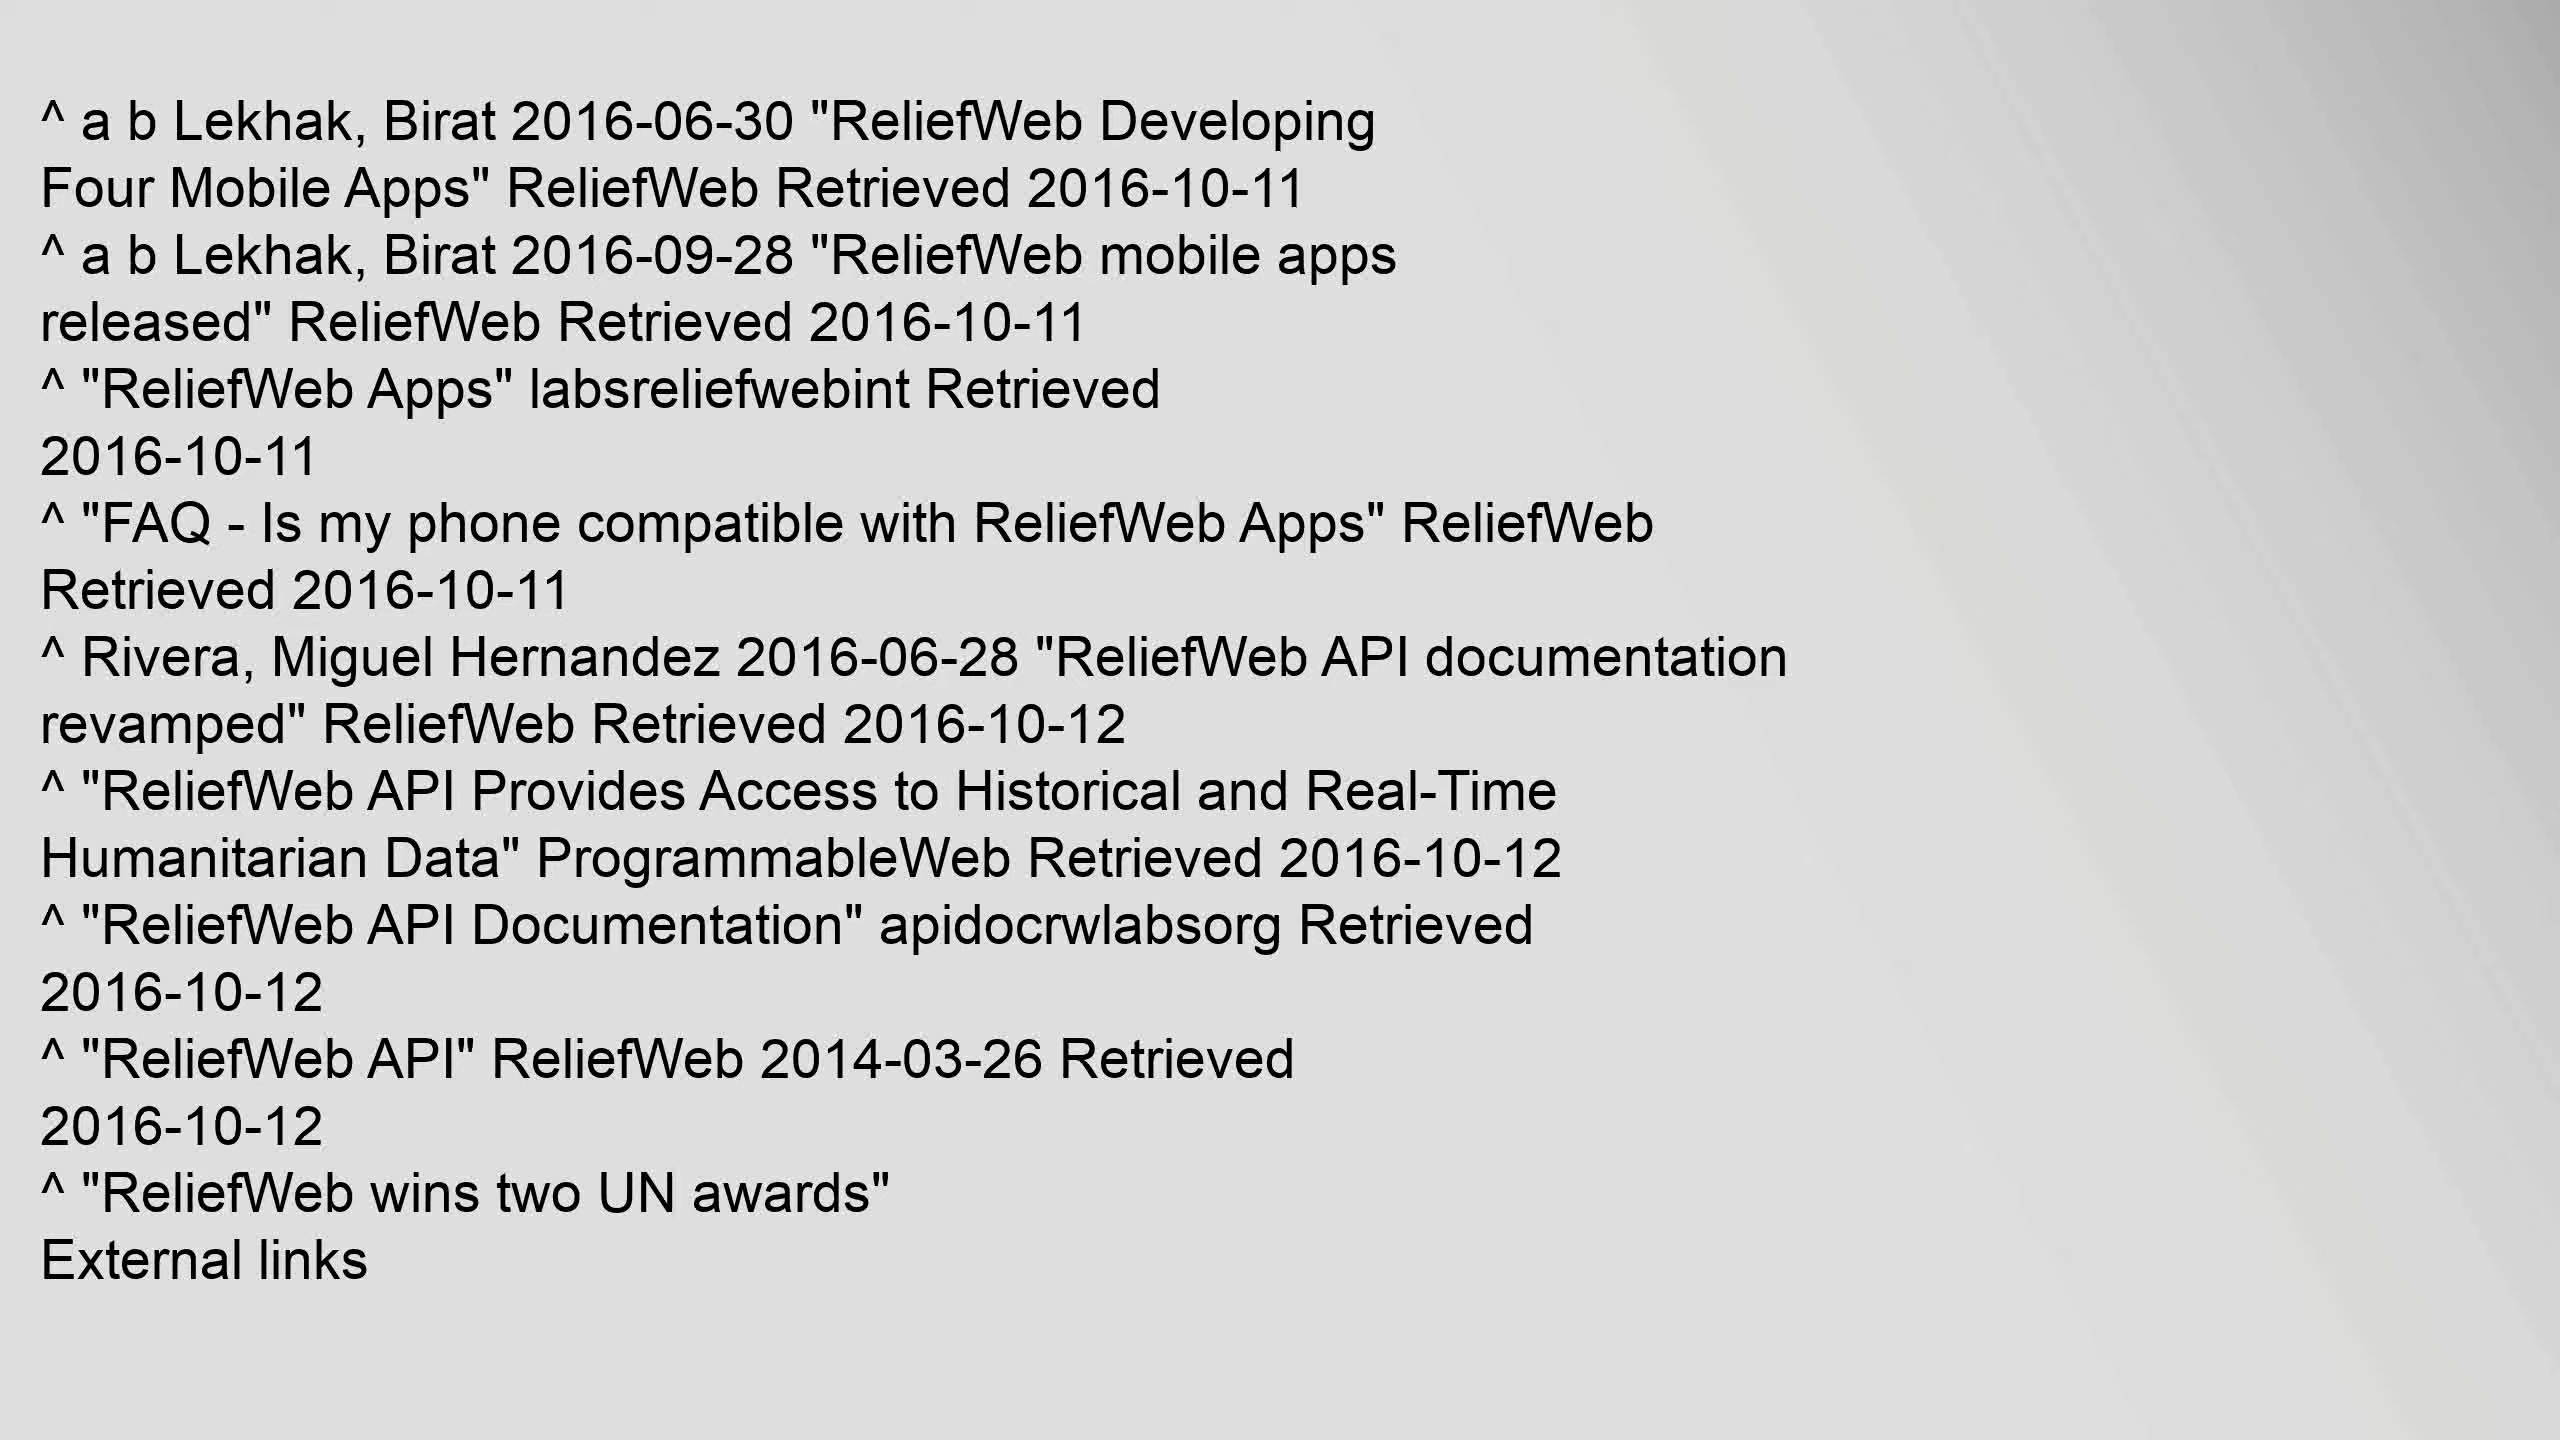 ^ a b Lekhak, Birat 2016-06-30 "ReliefWeb Developing
Four Mobile Apps" ReliefWeb Retrieved 2016-10-11
^ a b Lekhak, Birat 2016-09-28 "ReliefWeb mobile apps
released" ReliefWeb Retrieved 2016-10-11
^ "ReliefWeb Apps" labsreliefwebint Retrieved
2016-10-11
^ "FAQ - Is my phone compatible with ReliefWeb Apps" ReliefWeb
Retrieved 2016-10-11
^ Rivera, Miguel Hernandez 2016-06-28 "ReliefWeb API documentation
revamped" ReliefWeb Retrieved 2016-10-12
^ "ReliefWeb API Provides Access to Historical and Real-Time
Humanitarian Data" ProgrammableWeb Retrieved 2016-10-12
^ "ReliefWeb API Documentation" apidocrwlabsorg Retrieved
2016-10-12
^ "ReliefWeb API" ReliefWeb 2014-03-26 Retrieved
2016-10-12
^ "ReliefWeb wins two UN awards"
External links